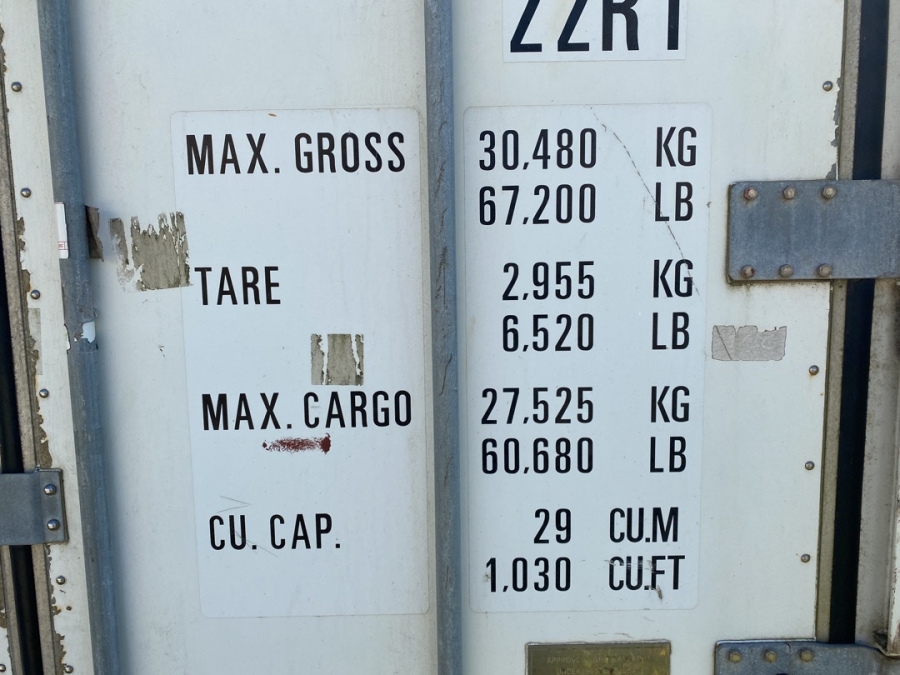 22R1
MAX. GROSS 30,480 KG
67,200 LB
TARE 2,955 KG
6,520 LB
MAX. CARGO 27,525 KG
60,680 LB
CU. CAP. 29 CU.M
1,030 CU.FT